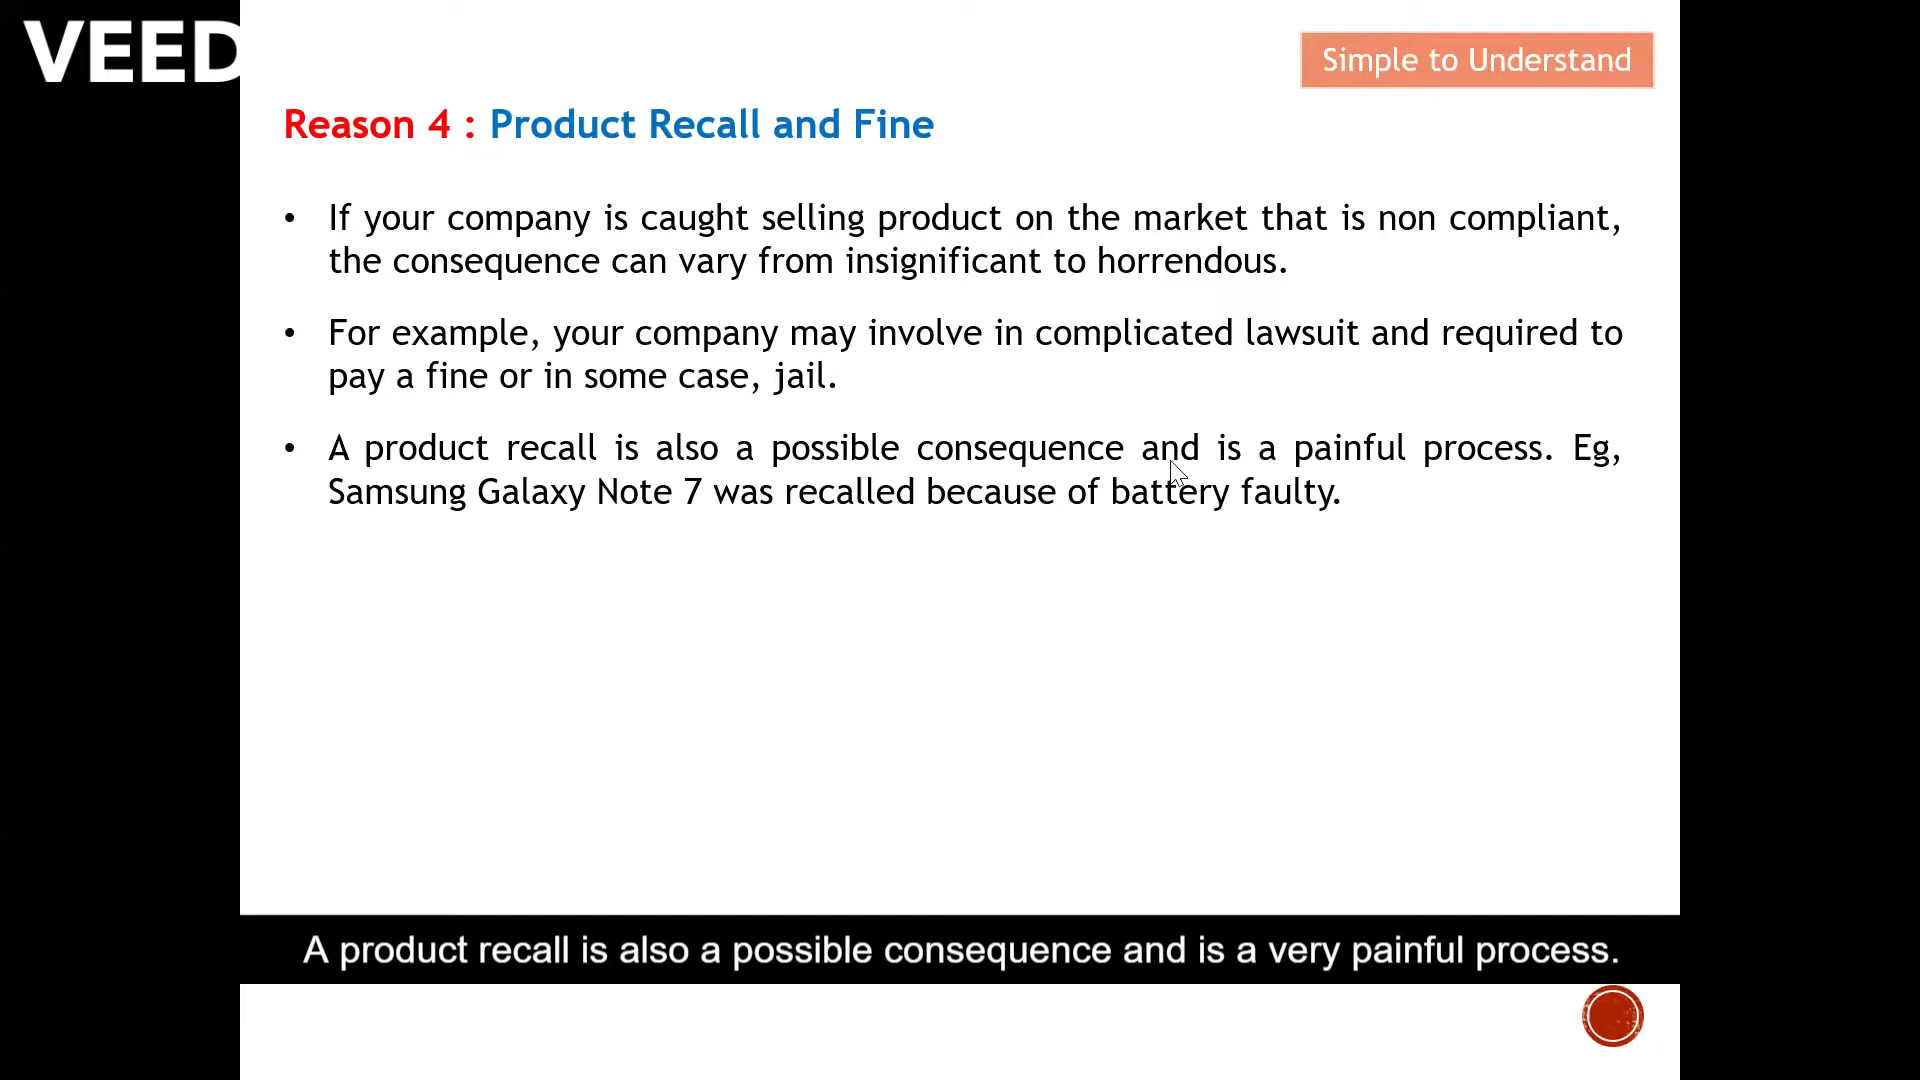 VEED
Simple to Understand
Reason 4 : Product Recall and Fine
• If your company is caught selling product on the market that is non compliant,
the consequence can vary from insignificant to horrendous.
• For example, your company may involve in complicated lawsuit and required to
pay a fine or in some case, jail.
• A product recall is also a possible consequence and is a painful process. Eg,
Samsung Galaxy Note 7 was recalled because of battery faulty.
A product recall is also a possible consequence and is a very painful process.